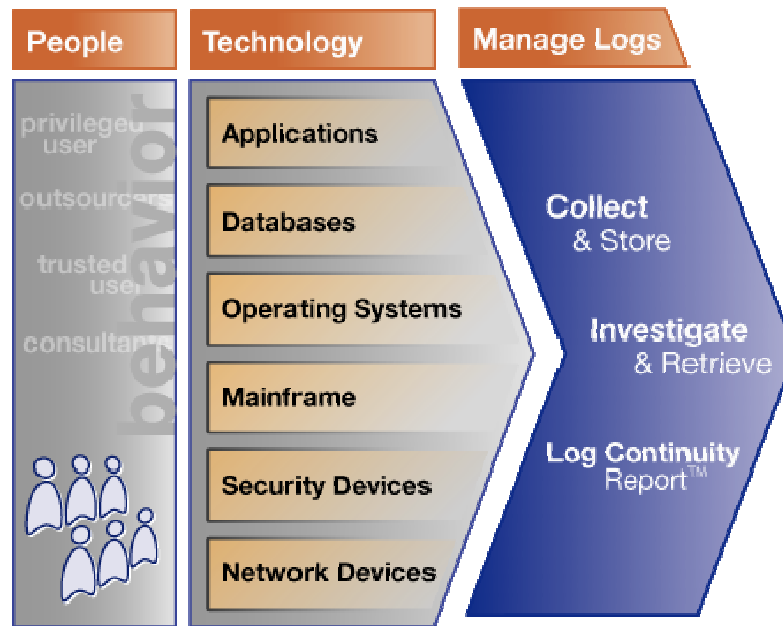 People
Technology
Manage Logs
privileged
user
outsourcers
trusted
user
consultants
behavior
Applications
Databases
Operating Systems
Mainframe
Security Devices
Network Devices
Collect
& Store
Investigate
& Retrieve
Log Continuity
Report™